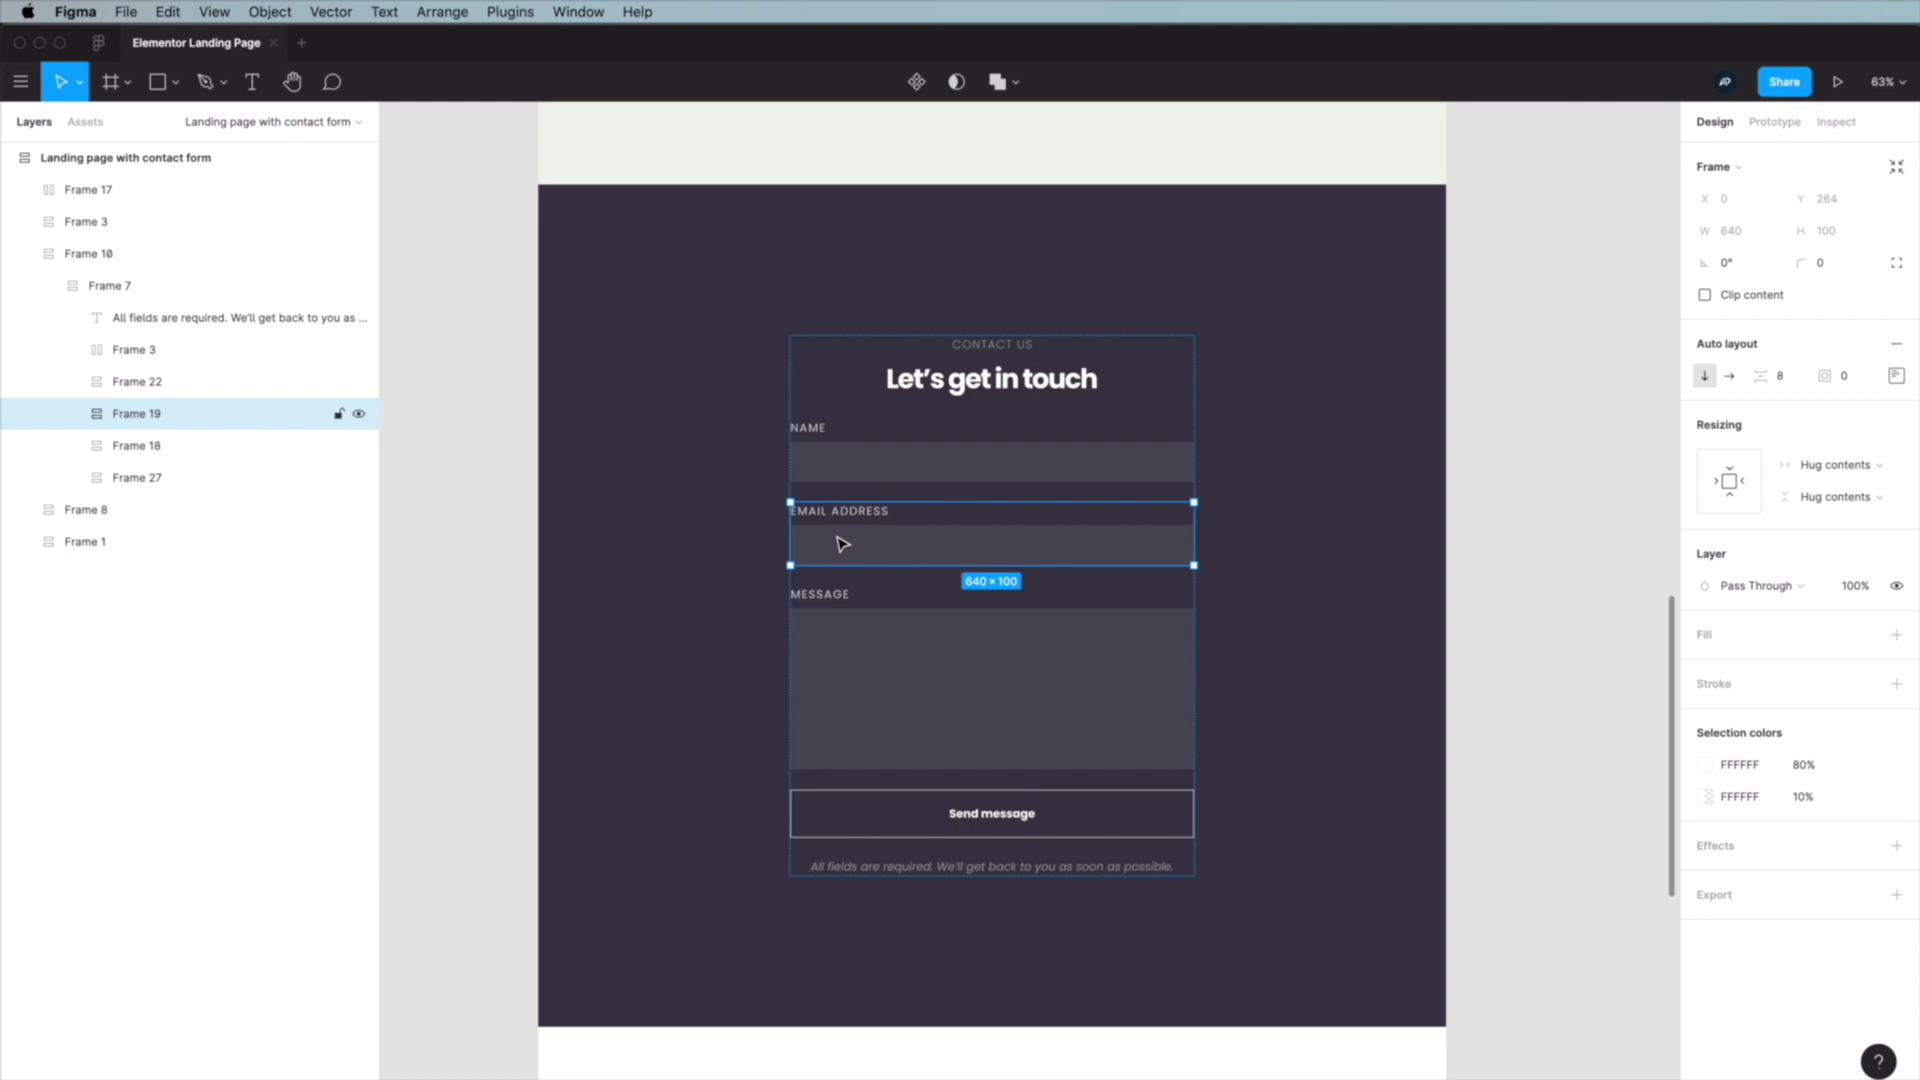 Figma File Edit View Object Vector Text Arrange Plugins Window Help
Elementor Landing Page
Share
63%
Layers
Assets
Landing page with contact form
Landing page with contact form
Frame 17
Frame 3
Frame 10
Frame 7
All fields are required. We'll get back to you as ...
Frame 3
Frame 22
Frame 19
Frame 18
Frame 27
Frame 8
Frame 1
CONTACT US
Let's get in touch
NAME
EMAIL ADDRESS
640 × 100
MESSAGE
Send message
All fields are required. We'll get back to you as soon as possible.
Design Prototype Inspect
Frame
X 0 Y 264
W 640 H 100
0° 0
Clip content
Auto layout
8 0
Resizing
Hug contents
Hug contents
Layer
Pass Through 100%
Fill
Stroke
Selection colors
FFFFFF 80%
FFFFFF 10%
Effects
Export
?